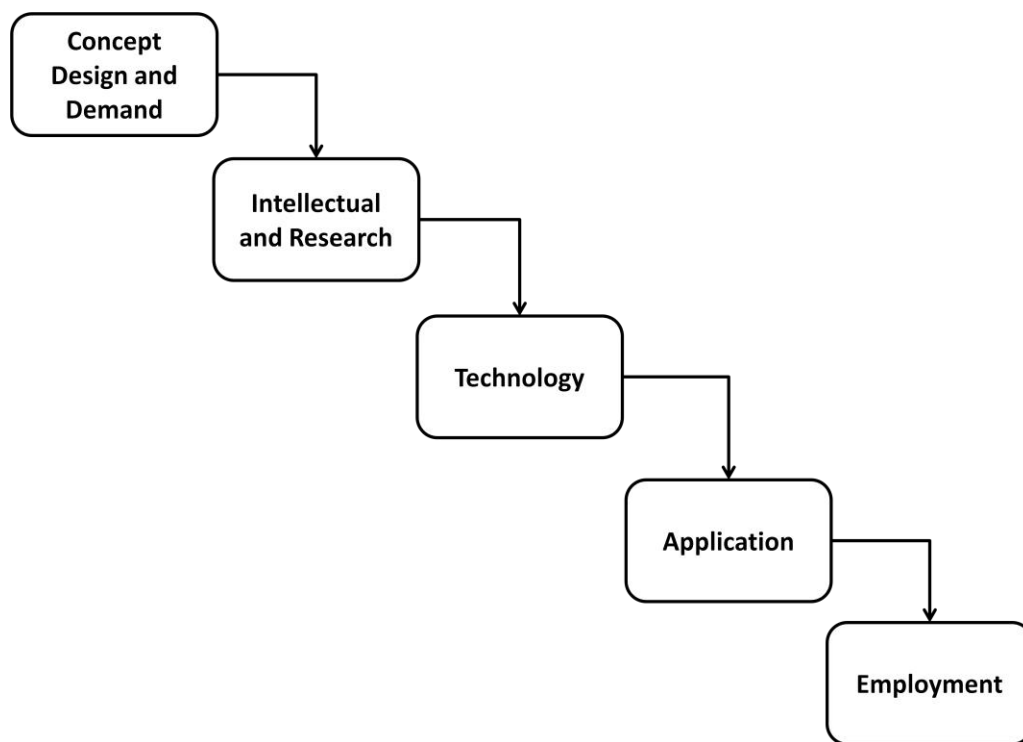 Concept
Design and
Demand
Intellectual
and Research
Technology
Application
Employment